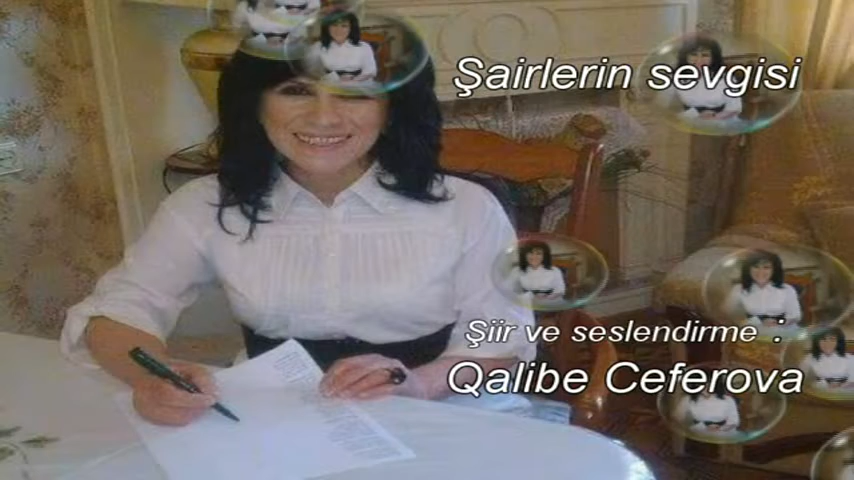 Şairlerin sevgisi
Şiir ve seslendirme :
Qalibe Ceferova